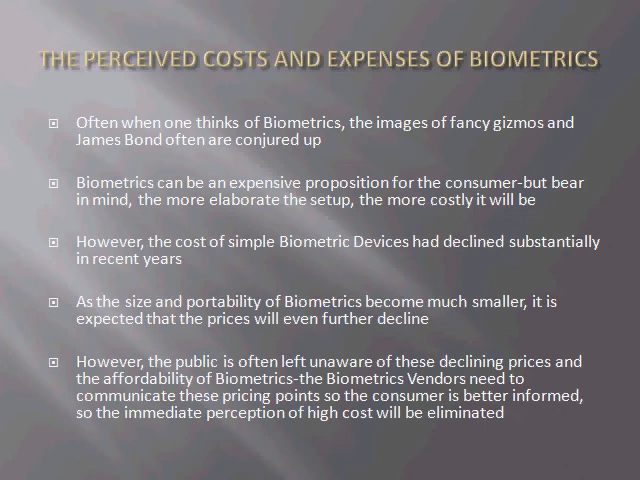 THE PERCEIVED COSTS AND EXPENSES OF BIOMETRICS
Often when one thinks of Biometrics, the images of fancy gizmos and
James Bond often are conjured up
Biometrics can be an expensive proposition for the consumer-but bear
in mind, the more elaborate the setup, the more costly it will be
However, the cost of simple Biometric Devices had declined substantially
in recent years
As the size and portability of Biometrics become much smaller, it is
expected that the prices will even further decline
However, the public is often left unaware of these declining prices and
the affordability of Biometrics-the Biometrics Vendors need to
communicate these pricing points so the consumer is better informed,
so the immediate perception of high cost will be eliminated